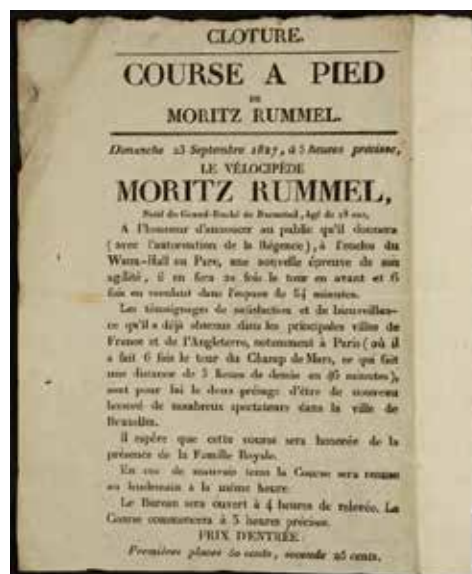 CLOTURE.
COURSE A PIED
DE
MORITZ RUMMEL.
Dimanche 23 Septembre 1827, à 5 heures précises,
LE VÉLOCIPÈDE
MORITZ RUMMEL,
Natif du Grand-Duché de âgé de 28 ans,
A l'honneur d'annoncer au public qu'il donnera
(avec l'autorisation de la Régence), à l'enclos du
Waux-Hall au Parc, une nouvelle épreuve de son
agilité, il en fera 20 fois le tour en avant et 6
fois en reculant dans l'espace de 54 minutes.
Les témoignages de satisfaction et de bienveillan-
ce qu'il a déjà obtenus dans les principales villes de
France et de l'Angleterre, notamment à Paris (où il
a fait 6 fois le tour du Champ de Mars, ce qui fait
une distance de 3 lieues de demie en 46 minutes),
sont pour lui le doux présage d'être de nouveau
honoré de nombreux spectateurs dans la ville de
Bruxelles.
Il espère que cette course sera honorée de la
présence de la Famille Royale.
En cas de mauvais tems la Course sera remise
au lendemain à la même heure.
Le Bureau sera ouvert à 4 heures de relevée. La
Course commencera à 5 heures précises.
PRIX D'ENTRÉE
Premières places 50 cents, seconde 25 cents.